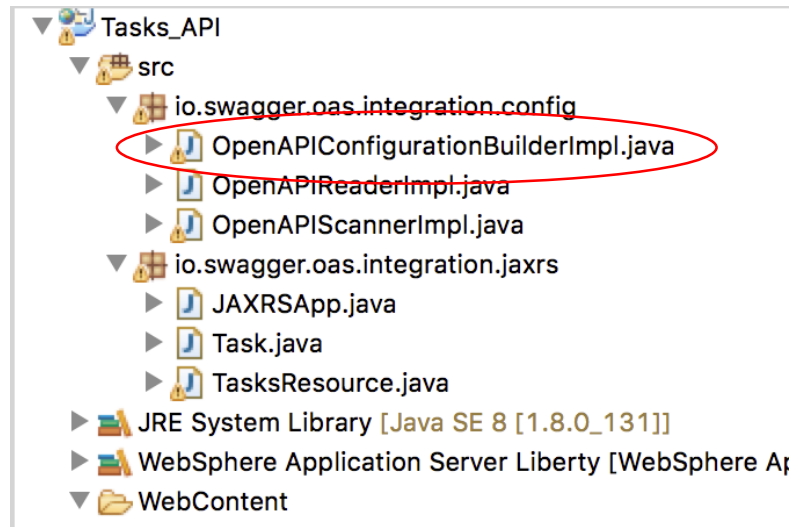 Tasks_API
src
io.swagger.oas.integration.config
OpenAPIConfigurationBuilderImpl.java
OpenAPIReaderImpl.java
OpenAPIScannerImpl.java
io.swagger.oas.integration.jaxrs
JAXRSApp.java
Task.java
TasksResource.java
JRE System Library [Java SE 8 [1.8.0_131]]
WebSphere Application Server Liberty [WebSphere Ap
WebContent